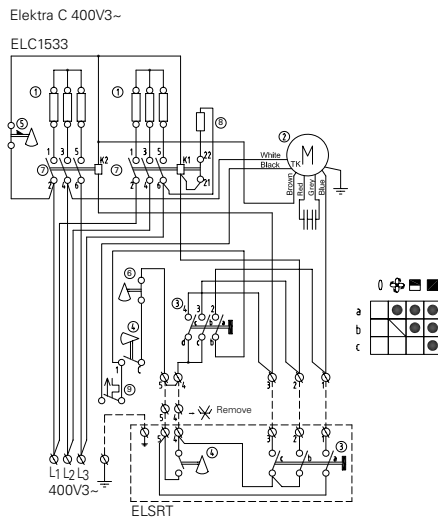 Elektra C 400V3~
ELC1533
1 1 8
5 2
1 3 5 K2 1 3 5 K1 22
7 2 4 6 7 2 4 6 21
White
Black
TK M
Brown Red Grey Blue
6
3
4 3 2
c b a
d c b
4
1
9
5 4 3 2 1
5 4 Remove
5 4 3 2 1
4 c b a 3
L1 L2 L3
400V3~
ELSRT
0
a
b
c